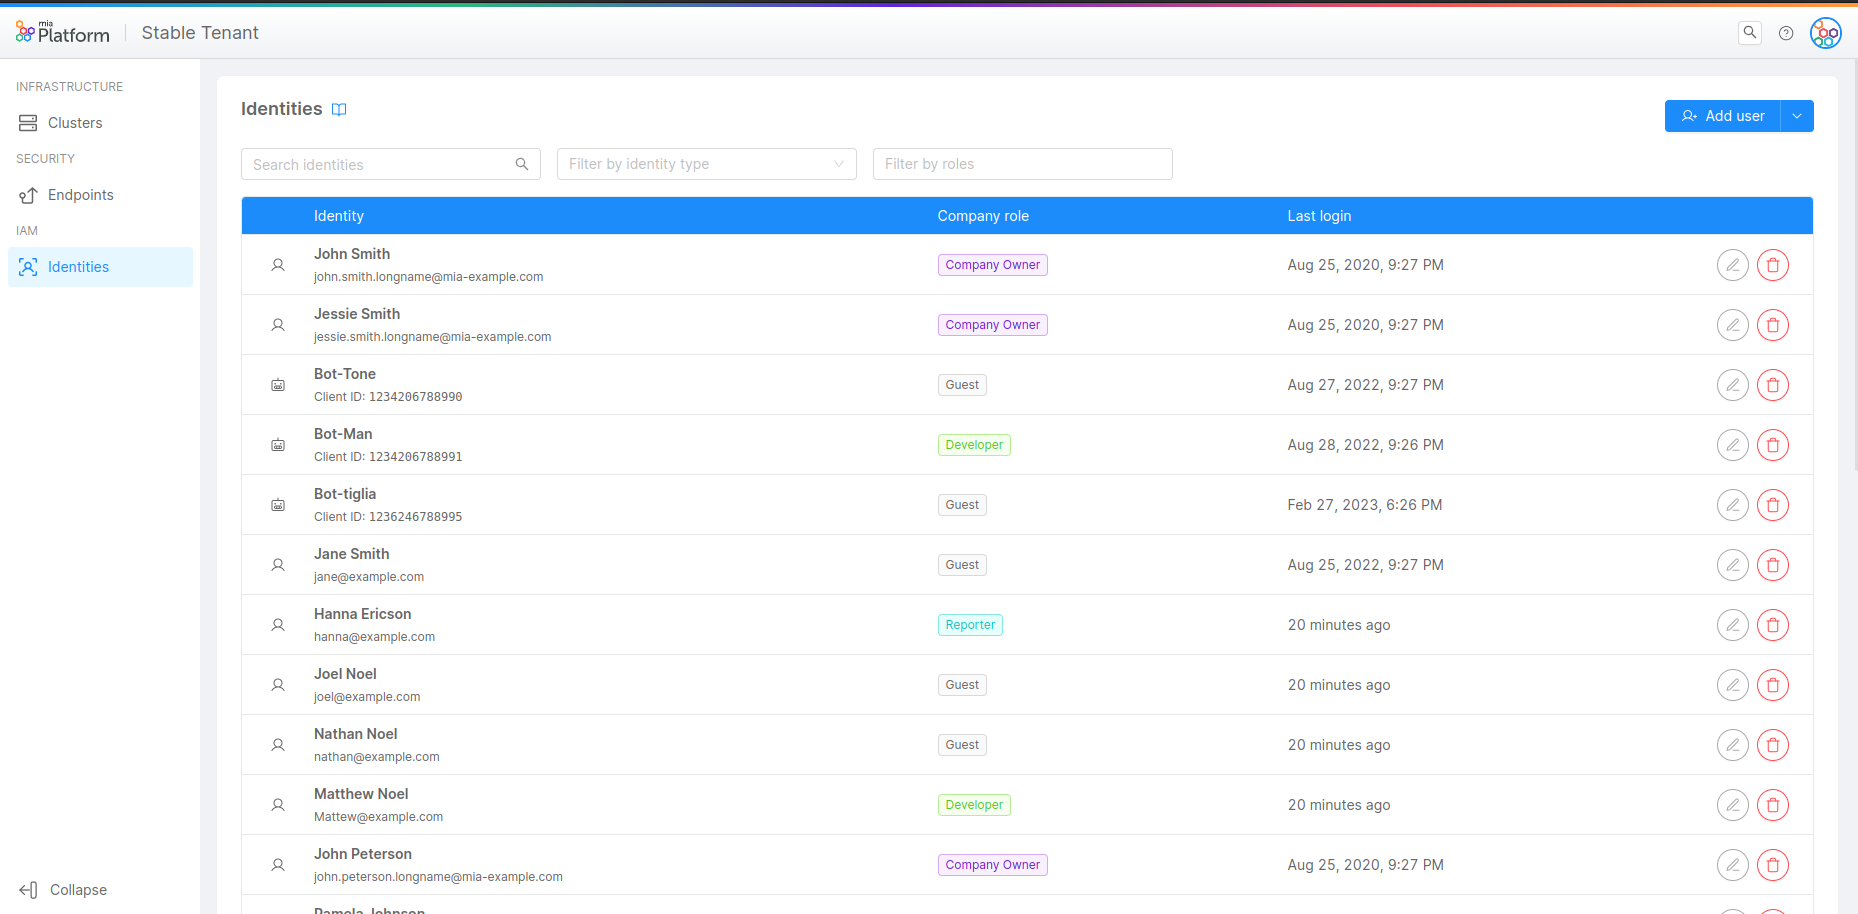 mia
Platform
Stable Tenant
INFRASTRUCTURE
Clusters
SECURITY
Endpoints
IAM
Identities
Collapse
Identities
Add user
Search identities
Filter by identity type
Filter by roles
Identity Company role Last login
John Smith
john.smith.longname@mia-example.com
Company Owner
Aug 25, 2020, 9:27 PM
Jessie Smith
jessie.smith.longname@mia-example.com
Company Owner
Aug 25, 2020, 9:27 PM
Bot-Tone
Client ID: 1234206788990
Guest
Aug 27, 2022, 9:27 PM
Bot-Man
Client ID: 1234206788991
Developer
Aug 28, 2022, 9:26 PM
Bot-tiglia
Client ID: 1236246788995
Guest
Feb 27, 2023, 6:26 PM
Jane Smith
jane@example.com
Guest
Aug 25, 2022, 9:27 PM
Hanna Ericson
hanna@example.com
Reporter
20 minutes ago
Joel Noel
joel@example.com
Guest
20 minutes ago
Nathan Noel
nathan@example.com
Guest
20 minutes ago
Matthew Noel
Mattew@example.com
Developer
20 minutes ago
John Peterson
john.peterson.longname@mia-example.com
Company Owner
Aug 25, 2020, 9:27 PM
Pamela Johnson